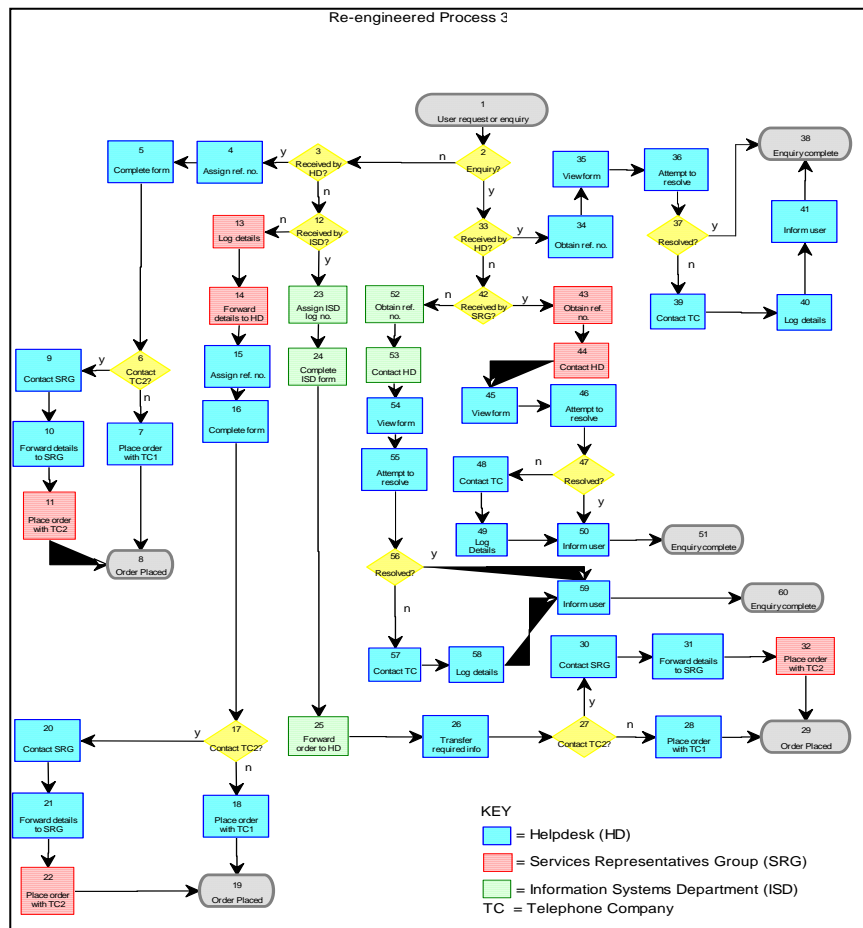 Re-engineered Process 3
1
User request or enquiry
2
Enquiry?
n
y
3
Received by
HD?
y
n
4
Assign ref. no.
5
Complete form
6
Contact
TC2?
y
n
7
Place order
with TC1
8
Order Placed
9
Contact SRG
10
Forward details
to SRG
11
Place order
with TC2
12
Received by
ISD?
n
y
13
Log details
14
Forward
details to HD
15
Assign ref. no.
16
Complete form
17
Contact TC2?
y
n
18
Place order
with TC1
19
Order Placed
20
Contact SRG
21
Forward details
to SRG
22
Place order
with TC2
23
Assign ISD
log no.
24
Complete
ISD form
25
Forward
order to HD
26
Transfer
required info
27
Contact TC2?
y
n
28
Place order
with TC1
29
Order Placed
30
Contact SRG
31
Forward details
to SRG
32
Place order
with TC2
33
Received by
HD?
y
n
34
Obtain ref. no.
35
View form
36
Attempt to
resolve
37
Resolved?
y
n
38
Enquiry complete
39
Contact TC
40
Log details
41
Inform user
42
Received by
SRG?
n
y
43
Obtain ref.
no.
44
Contact HD
45
View form
46
Attempt to
resolve
47
Resolved?
n
y
48
Contact TC
49
Log
Details
50
Inform user
51
Enquiry complete
52
Obtain ref.
no.
53
Contact HD
54
View form
55
Attempt to
resolve
56
Resolved?
y
n
57
Contact TC
58
Log details
59
Inform user
60
Enquiry complete
KEY
= Helpdesk (HD)
= Services Representatives Group (SRG)
= Information Systems Department (ISD)
TC = Telephone Company